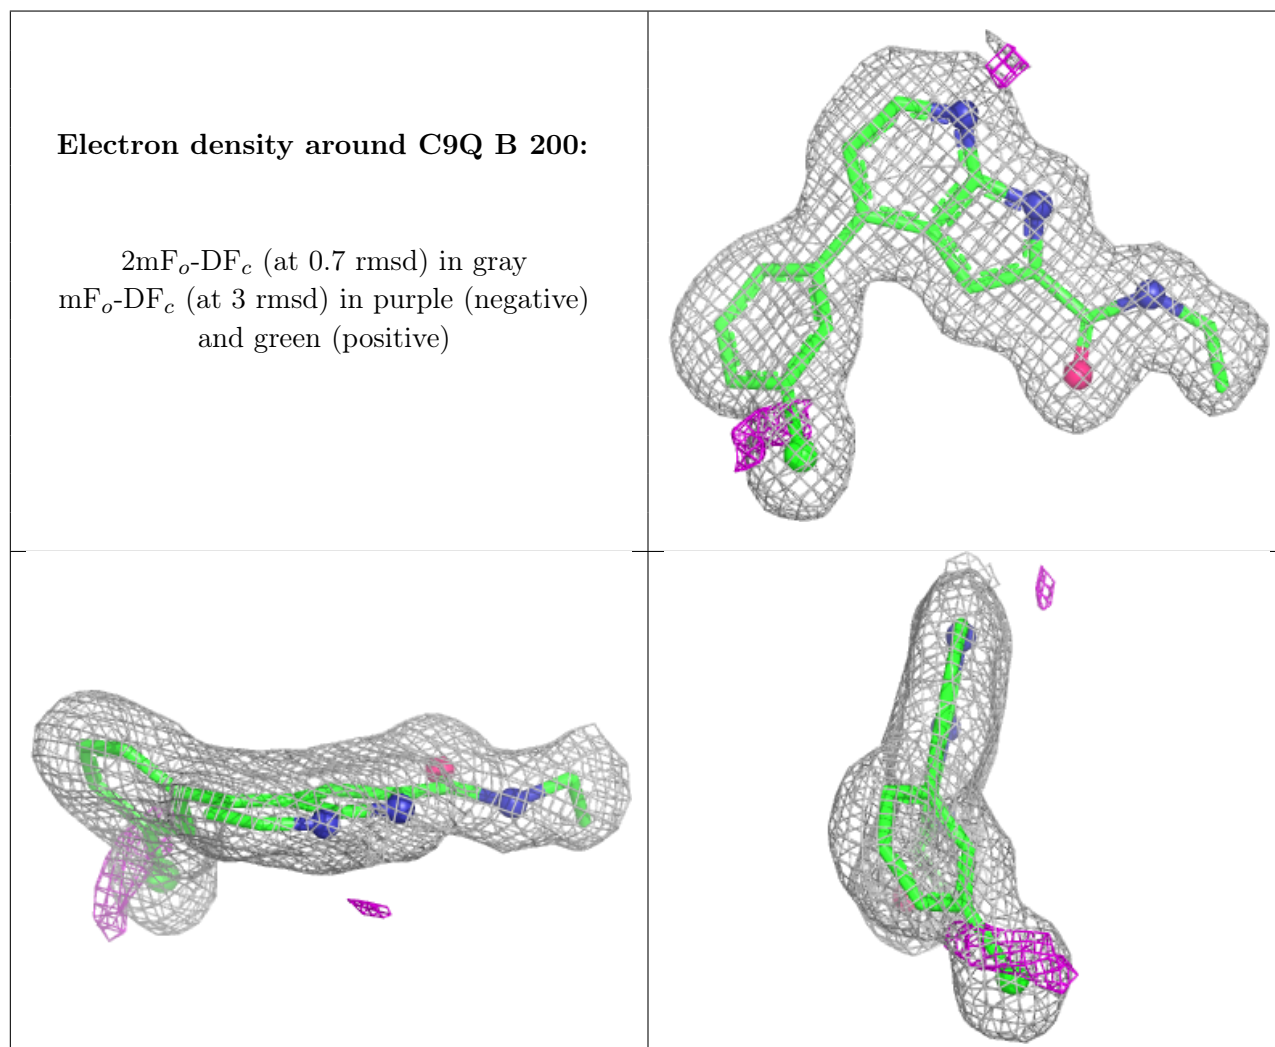 Electron density around C9Q B 200:
2mFo-DFc (at 0.7 rmsd) in gray
mFo-DFc (at 3 rmsd) in purple (negative)
and green (positive)